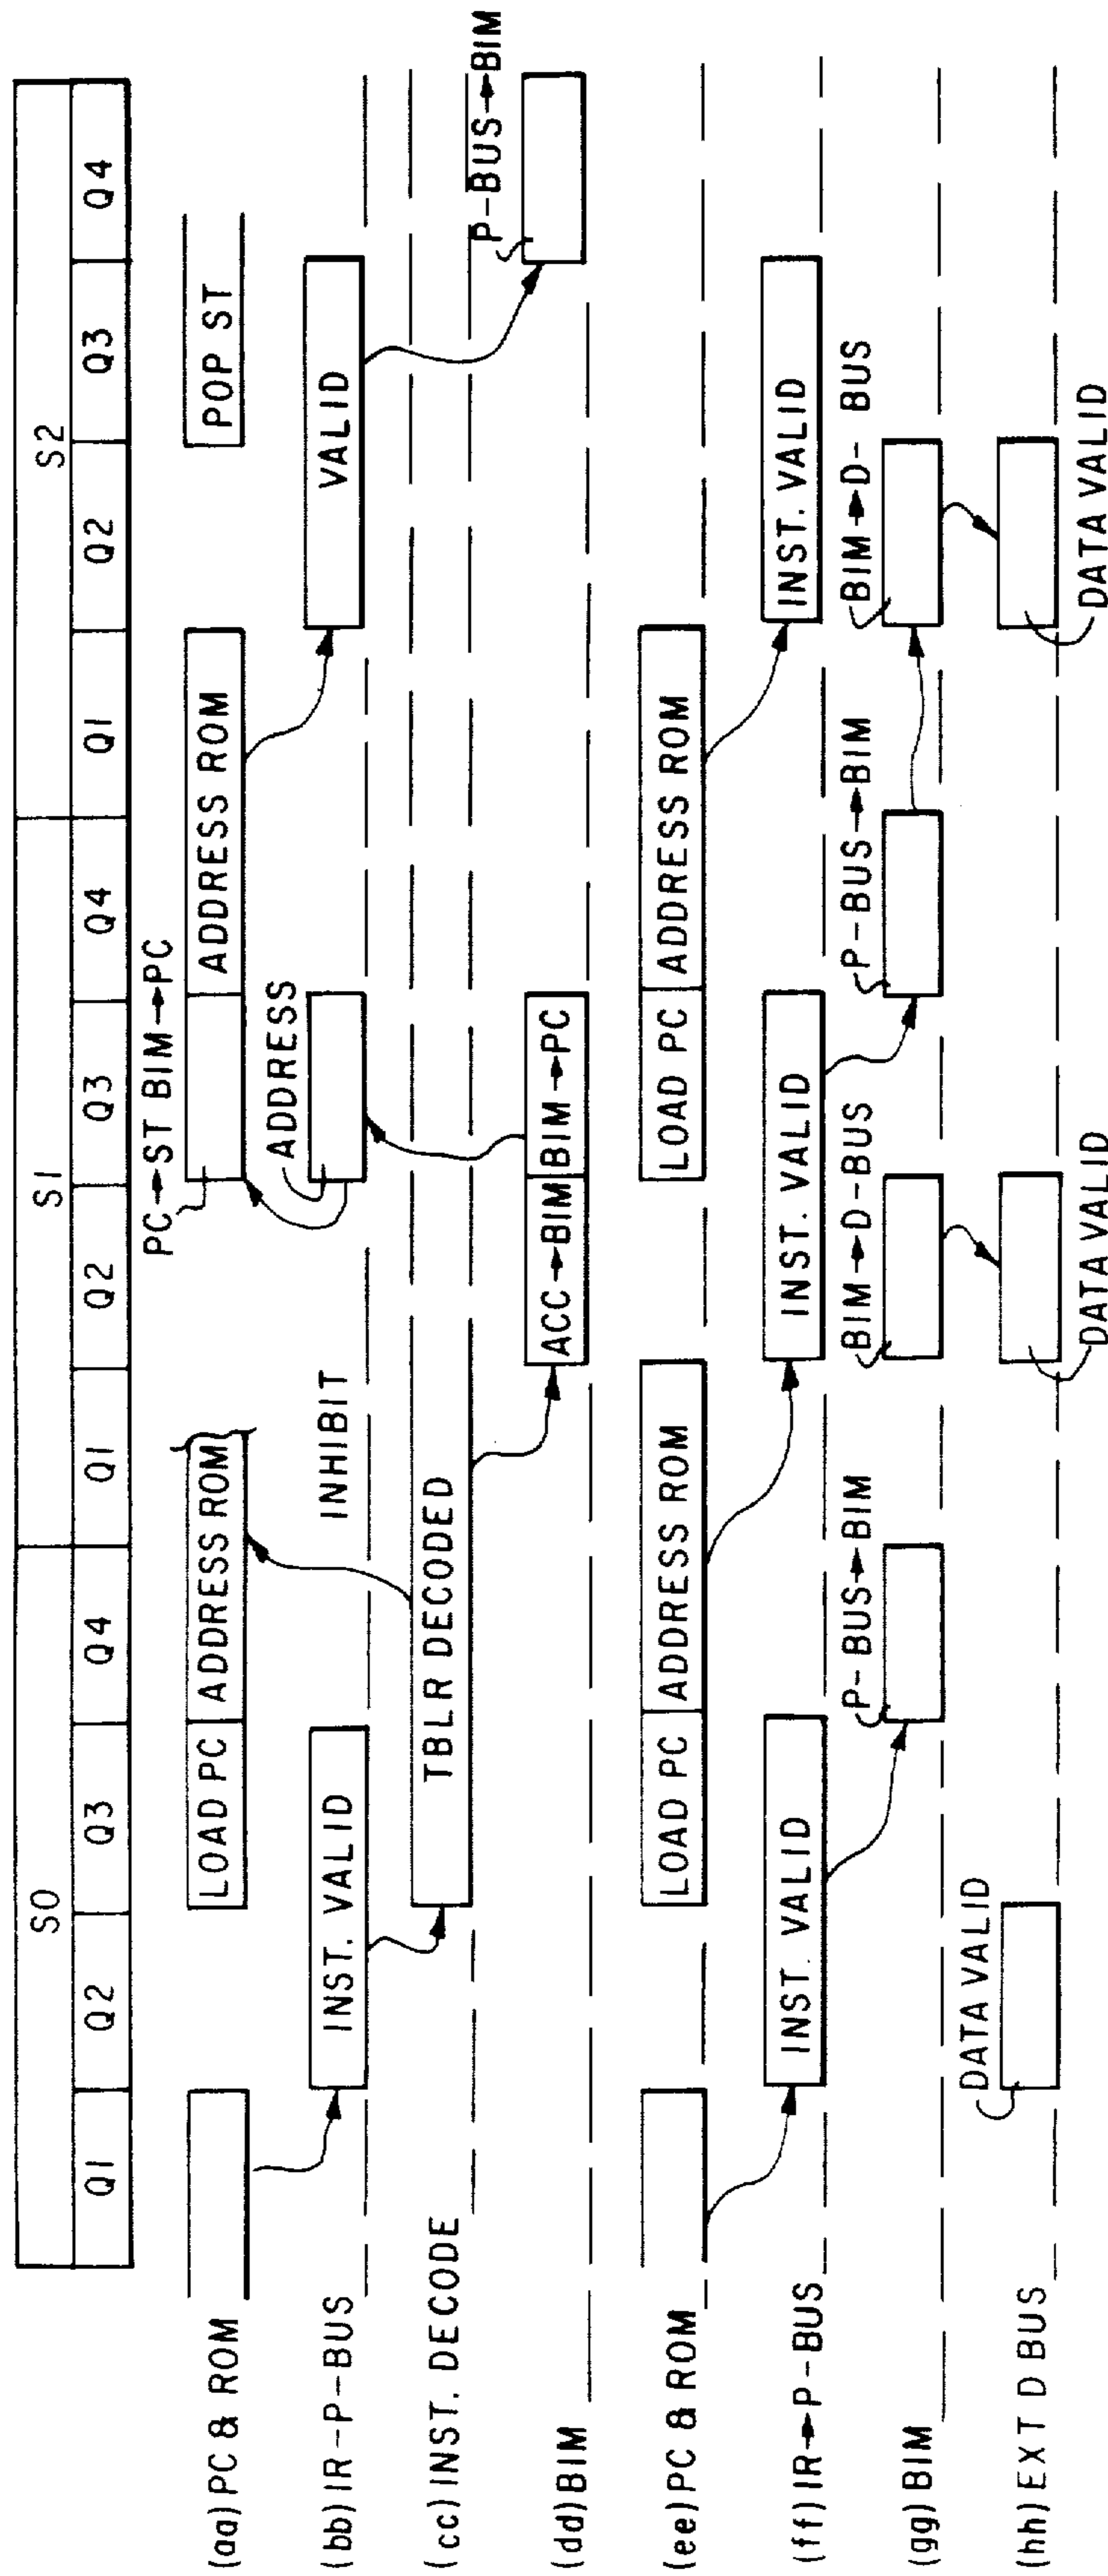 S0 S1 S2
Q1 Q2 Q3 Q4 Q1 Q2 Q3 Q4 Q1 Q2 Q3 Q4
PC→ST BIM→PC
(aa) PC & ROM LOAD PC ADDRESS ROM ADDRESS ROM POP ST
ADDRESS
(bb) IR-P-BUS INST. VALID INHIBIT VALID
(cc) INST. DECODE TBLR DECODED
P-BUS→BIM
(dd) BIM ACC→BIM BIM→PC
(ee) PC & ROM LOAD PC ADDRESS ROM LOAD PC ADDRESS ROM
(ff) IR→P-BUS INST. VALID INST. VALID INST. VALID
P-BUS→BIM BIM→D-BUS P-BUS→BIM BIM→D- BUS
(gg) BIM
DATA VALID
(hh) EXT D BUS
DATA VALID DATA VALID